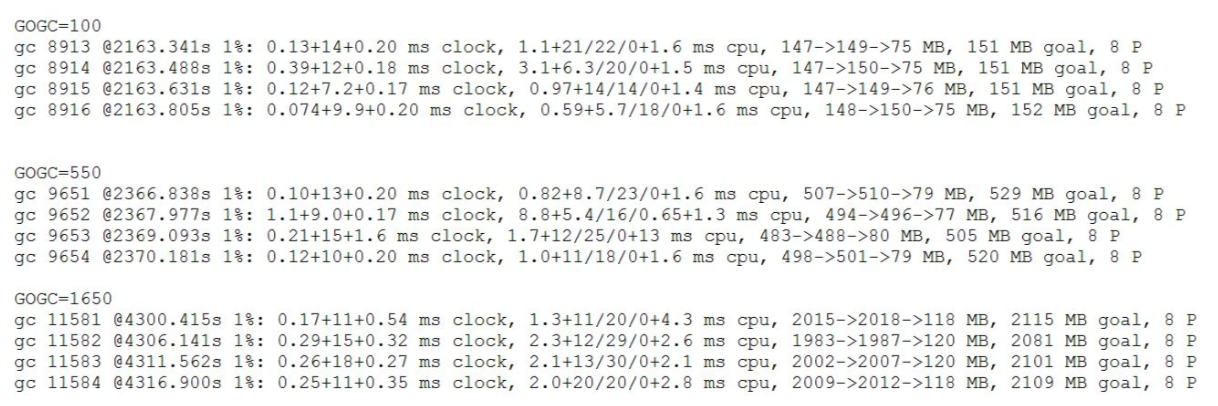 GOGC=100
gc 8913 @2163.341s 1%: 0.13+14+0.20 ms clock, 1.1+21/22/0+1.6 ms cpu, 147->149->75 MB, 151 MB goal, 8 P
gc 8914 @2163.488s 1%: 0.39+12+0.18 ms clock, 3.1+6.3/20/0+1.5 ms cpu, 147->150->75 MB, 151 MB goal, 8 P
gc 8915 @2163.631s 1%: 0.12+7.2+0.17 ms clock, 0.97+14/14/0+1.4 ms cpu, 147->149->76 MB, 151 MB goal, 8 P
gc 8916 @2163.805s 1%: 0.074+9.9+0.20 ms clock, 0.59+5.7/18/0+1.6 ms cpu, 148->150->75 MB, 152 MB goal, 8 P
GOGC=550
gc 9651 @2366.838s 1%: 0.10+13+0.20 ms clock, 0.82+8.7/23/0+1.6 ms cpu, 507->510->79 MB, 529 MB goal, 8 P
gc 9652 @2367.977s 1%: 1.1+9.0+0.17 ms clock, 8.8+5.4/16/0.65+1.3 ms cpu, 494->496->77 MB, 516 MB goal, 8 P
gc 9653 @2369.093s 1%: 0.21+15+1.6 ms clock, 1.7+12/25/0+13 ms cpu, 483->488->80 MB, 505 MB goal, 8 P
gc 9654 @2370.181s 1%: 0.12+10+0.20 ms clock, 1.0+11/18/0+1.6 ms cpu, 498->501->79 MB, 520 MB goal, 8 P
GOGC=1650
gc 11581 @4300.415s 1%: 0.17+11+0.54 ms clock, 1.3+11/20/0+4.3 ms cpu, 2015->2018->118 MB, 2115 MB goal, 8 P
gc 11582 @4306.141s 1%: 0.29+15+0.32 ms clock, 2.3+12/29/0+2.6 ms cpu, 1983->1987->120 MB, 2081 MB goal, 8 P
gc 11583 @4311.562s 1%: 0.26+18+0.27 ms clock, 2.1+13/30/0+2.1 ms cpu, 2002->2007->120 MB, 2101 MB goal, 8 P
gc 11584 @4316.900s 1%: 0.25+11+0.35 ms clock, 2.0+20/20/0+2.8 ms cpu, 2009->2012->118 MB, 2109 MB goal, 8 P